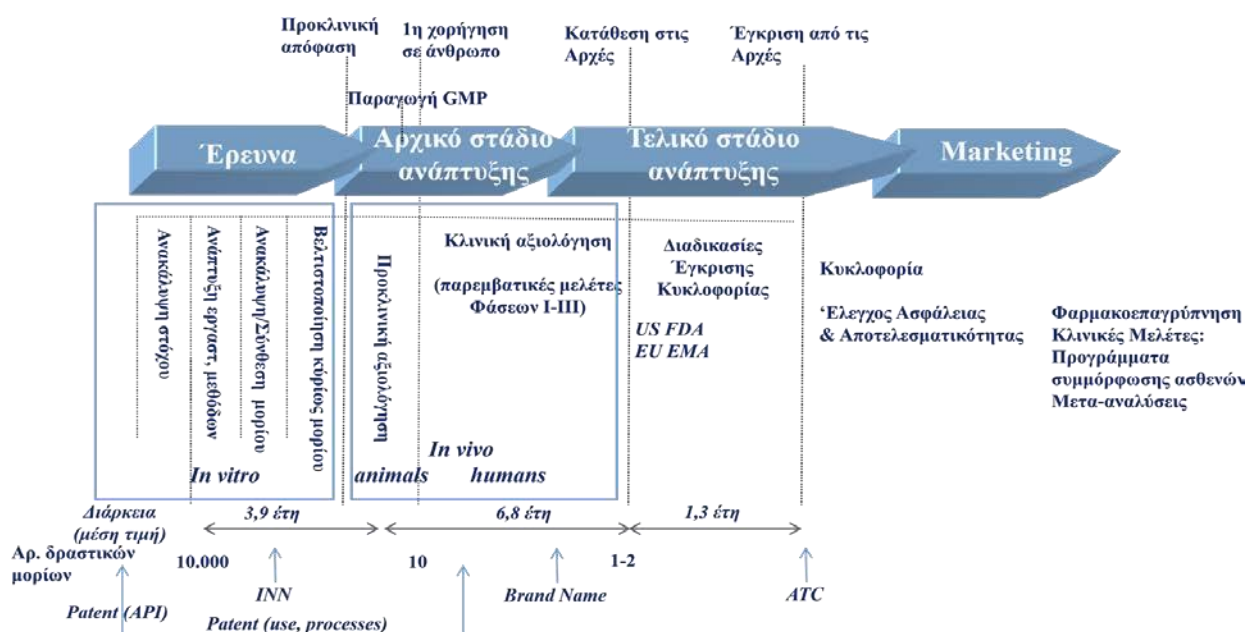 Προκλινική
απόφαση
1η χορήγηση
σε άνθρωπο
Κατάθεση στις
Αρχές
Έγκριση από τις
Αρχές
Παραγωγή GMP
Έρευνα
Αρχικό στάδιο
ανάπτυξης
Τελικό στάδιο
ανάπτυξης
Marketing
Ανακάλυψη στόχου
Ανάπτυξη εργαστ, μεθόδων
Ανακάλυψη/Σύνθεση μορίου
Βελτιστοποίηση κύριως μορίου
In vitro
Προκλινική αξιολόγηση
Κλινική αξιολόγηση
(παρεμβατικές μελέτες
Φάσεων I-III)
In vivo
animals humans
Διαδικασίες
Έγκρισης
Κυκλοφορίας
US FDA
EU EMA
Κυκλοφορία
‘Ελεγχος Ασφάλειας
& Αποτελεσματικότητας
Φαρμακοεπαγρύπνηση
Κλινικές Μελέτες:
Προγράμματα
συμμόρφωσης ασθενών
Μετα-αναλύσεις
Διάρκεια
(μέση τιμή)
3,9 έτη
6,8 έτη
1,3 έτη
Αρ. δραστικών
μορίων
10.000
10
1-2
Patent (API)
INN
Patent (use, processes)
Brand Name
ATC